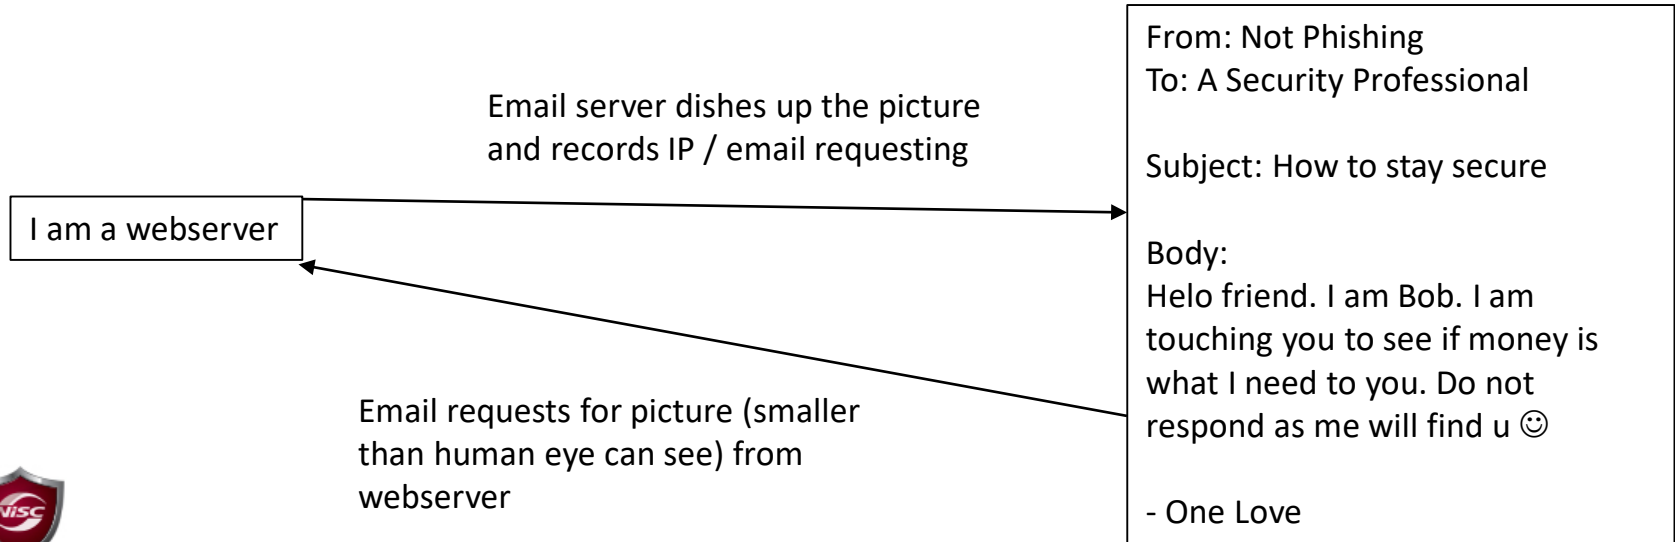 From: Not Phishing
To: A Security Professional
Email server dishes up the picture
and records IP / email requesting
Subject: How to stay secure
I am a webserver
Body:
Helo friend. I am Bob. I am
touching you to see if money is
what I need to you. Do not
respond as me will find u ☺
Email requests for picture (smaller
than human eye can see) from
webserver
- One Love
NISC